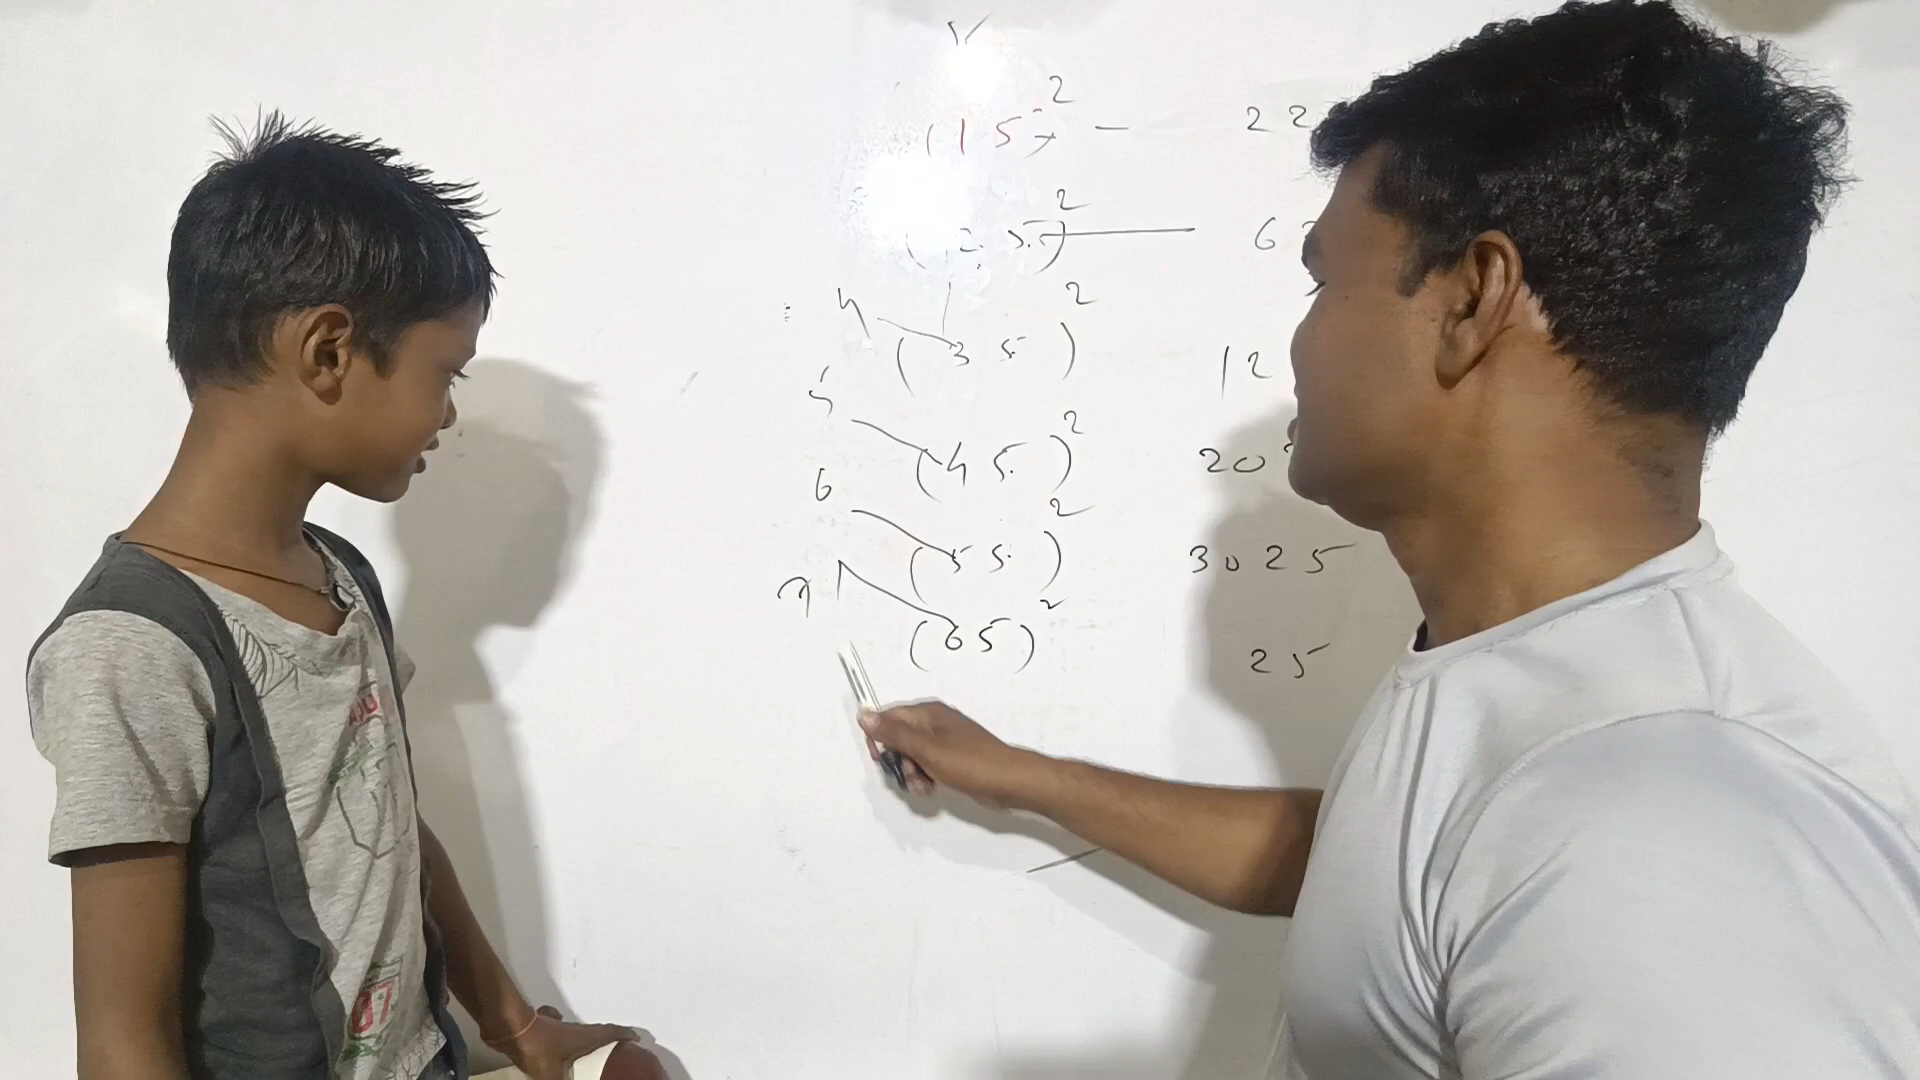 (15)² — 22
(25)² — 6
4 (35)² 12
5 (45)² 20
6 (55)² 3025
7 (65)² 25
87